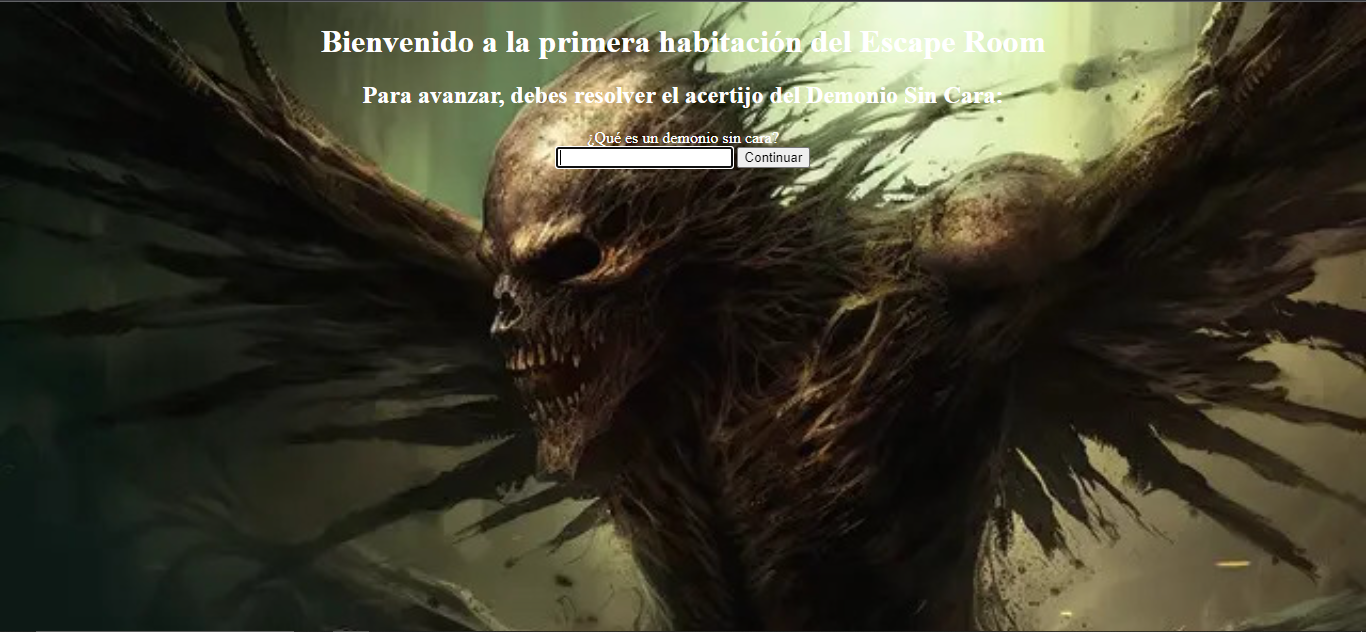 Bienvenido a la primera habitación del Escape Room
Para avanzar, debes resolver el acertijo del Demonio Sin Cara:
¿Qué es un demonio sin cara?
Continuar